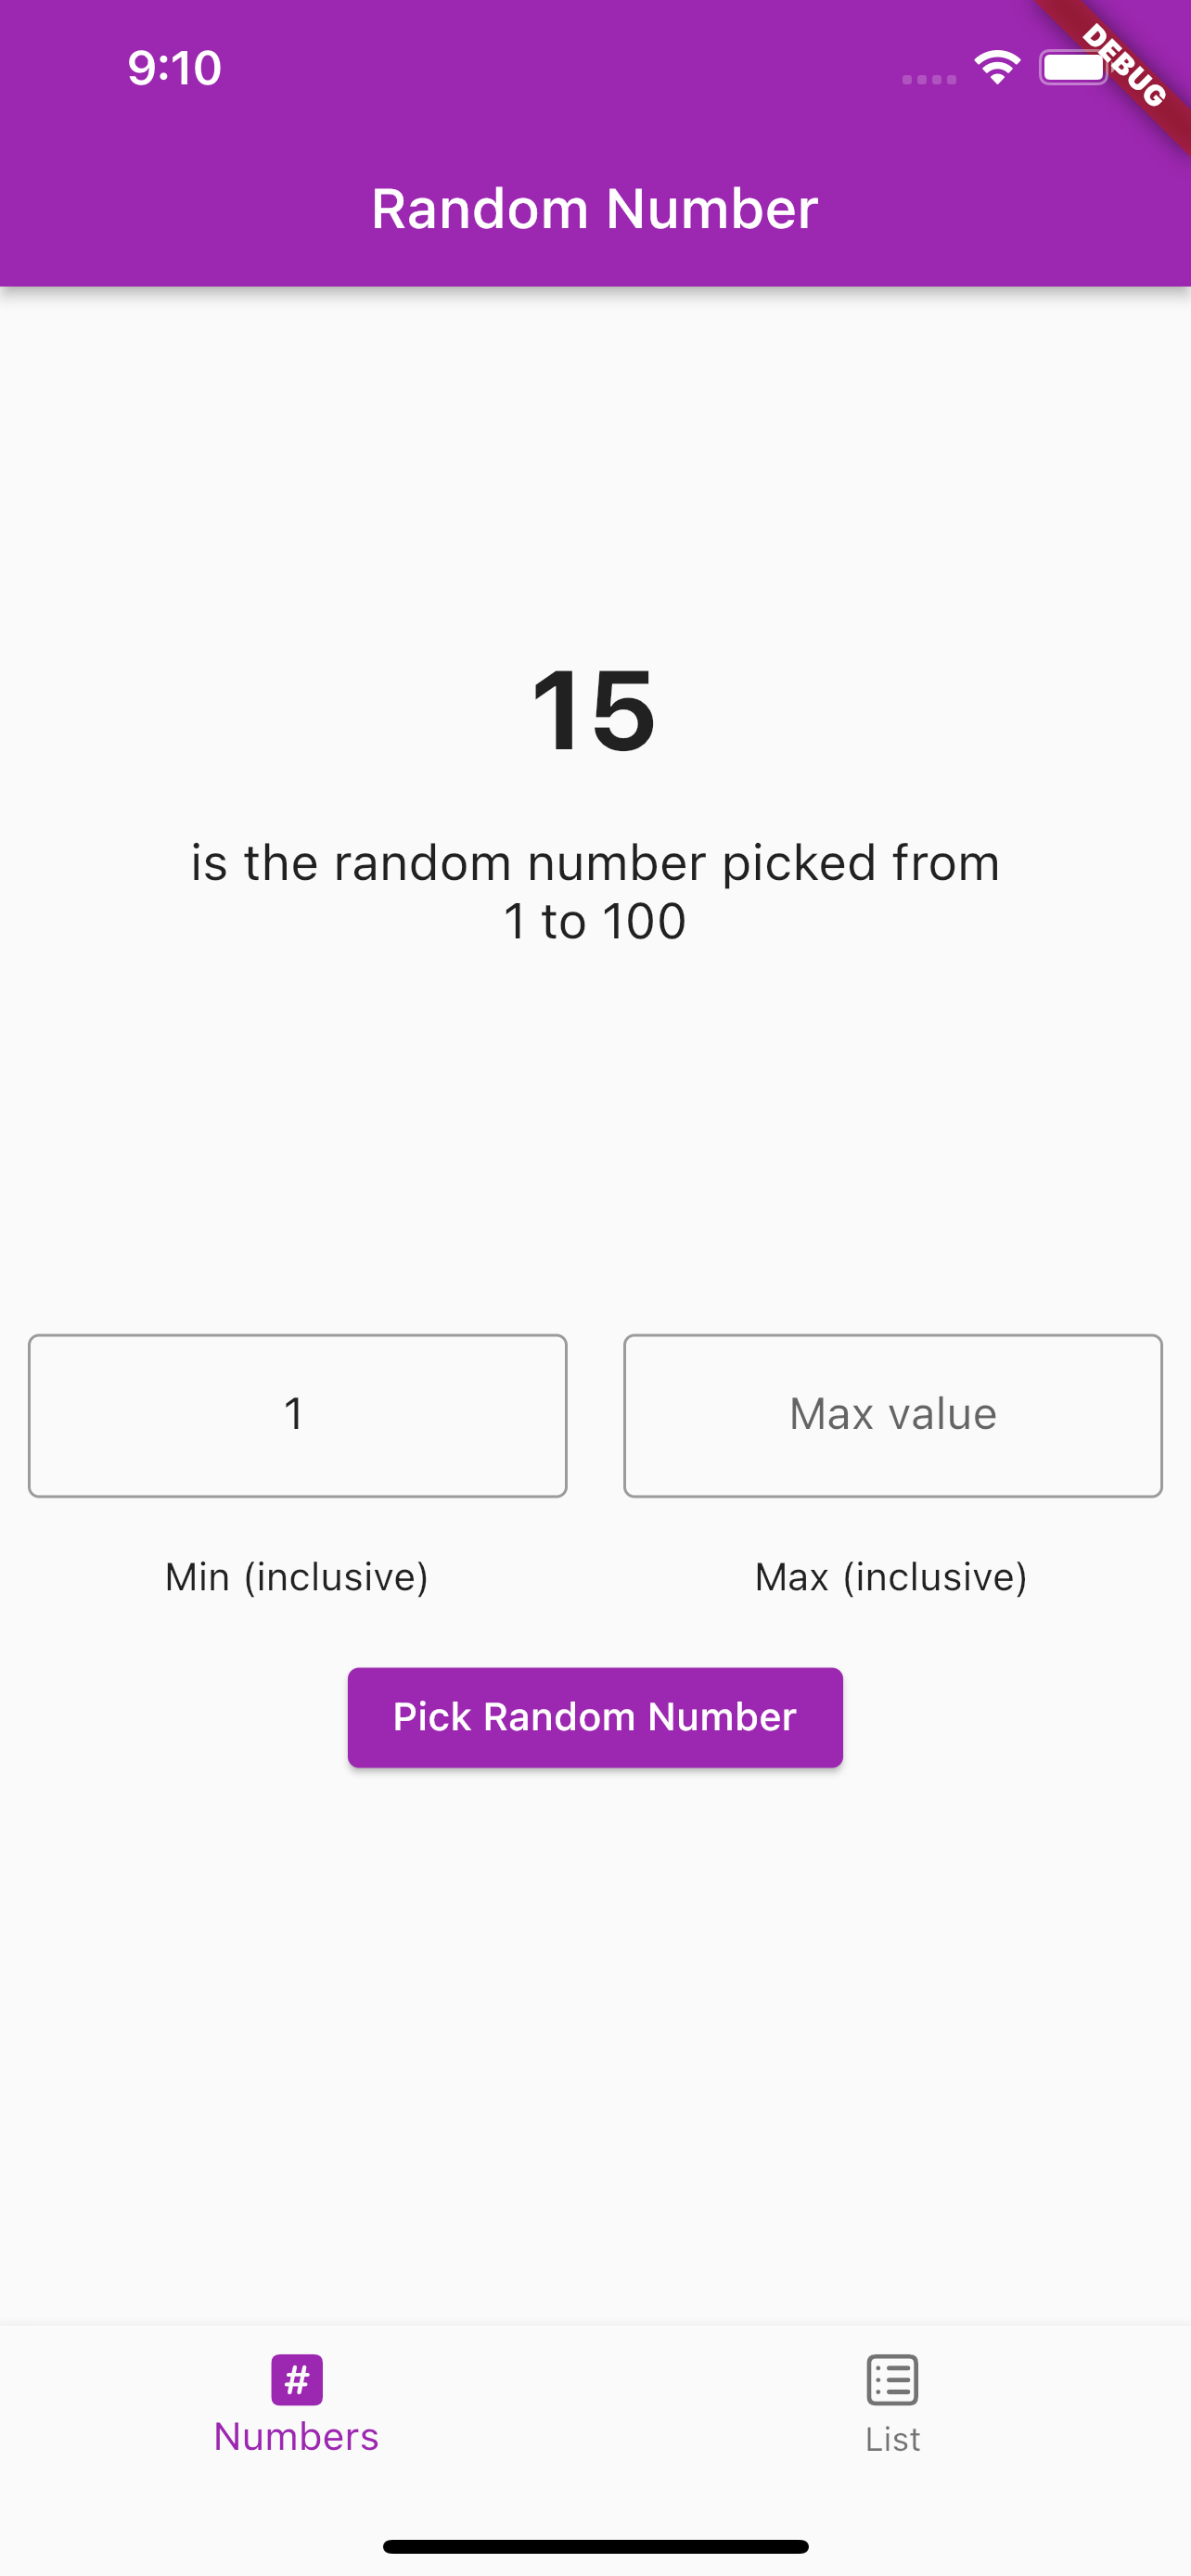 9:10
DEBUG
Random Number
15
is the random number picked from
1 to 100
1
Max value
Min (inclusive)
Max (inclusive)
Pick Random Number
#
Numbers
List